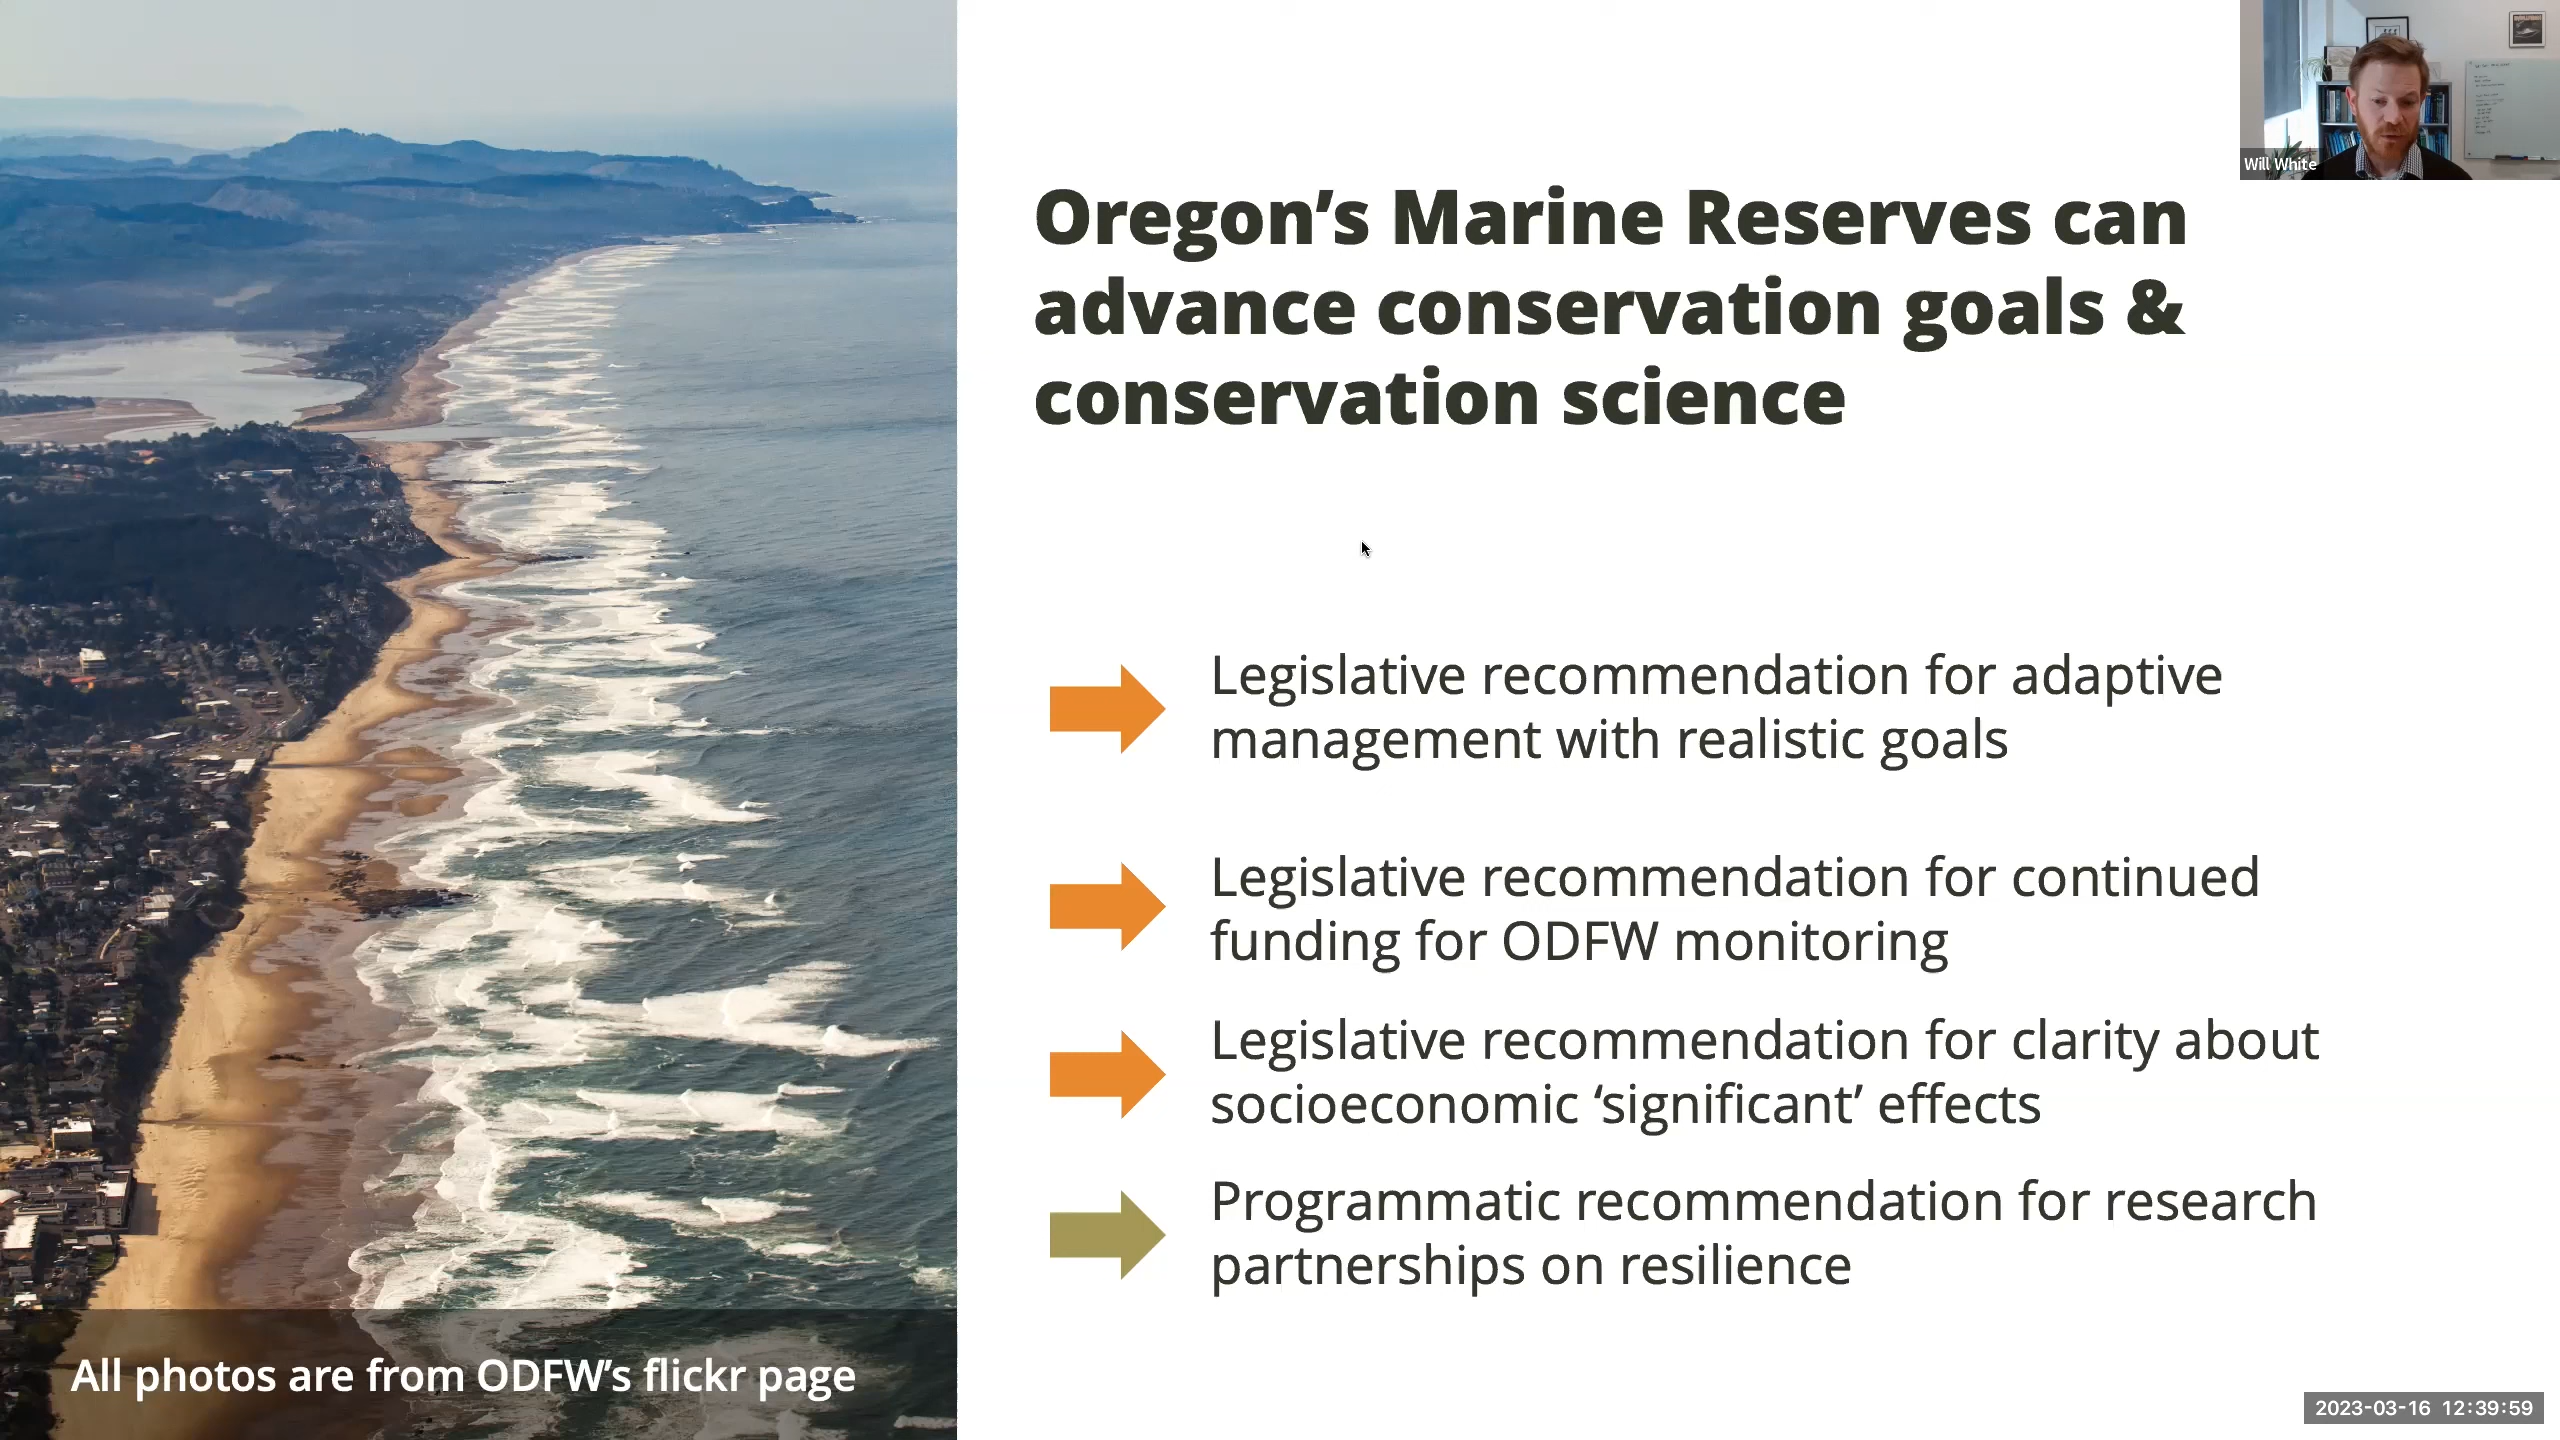 Will White
Oregon’s Marine Reserves can
advance conservation goals &
conservation science
Legislative recommendation for adaptive
management with realistic goals
Legislative recommendation for continued
funding for ODFW monitoring
Legislative recommendation for clarity about
socioeconomic ‘significant’ effects
Programmatic recommendation for research
partnerships on resilience
All photos are from ODFW’s flickr page
2023-03-16 12:39:59